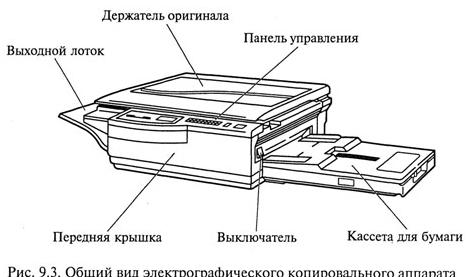 Держатель оригинала
Панель управления
Выходной лоток
Передняя крышка
Выключатель
Кассета для бумаги
Рис. 9.3. Общий вид электрографического копировального аппарата